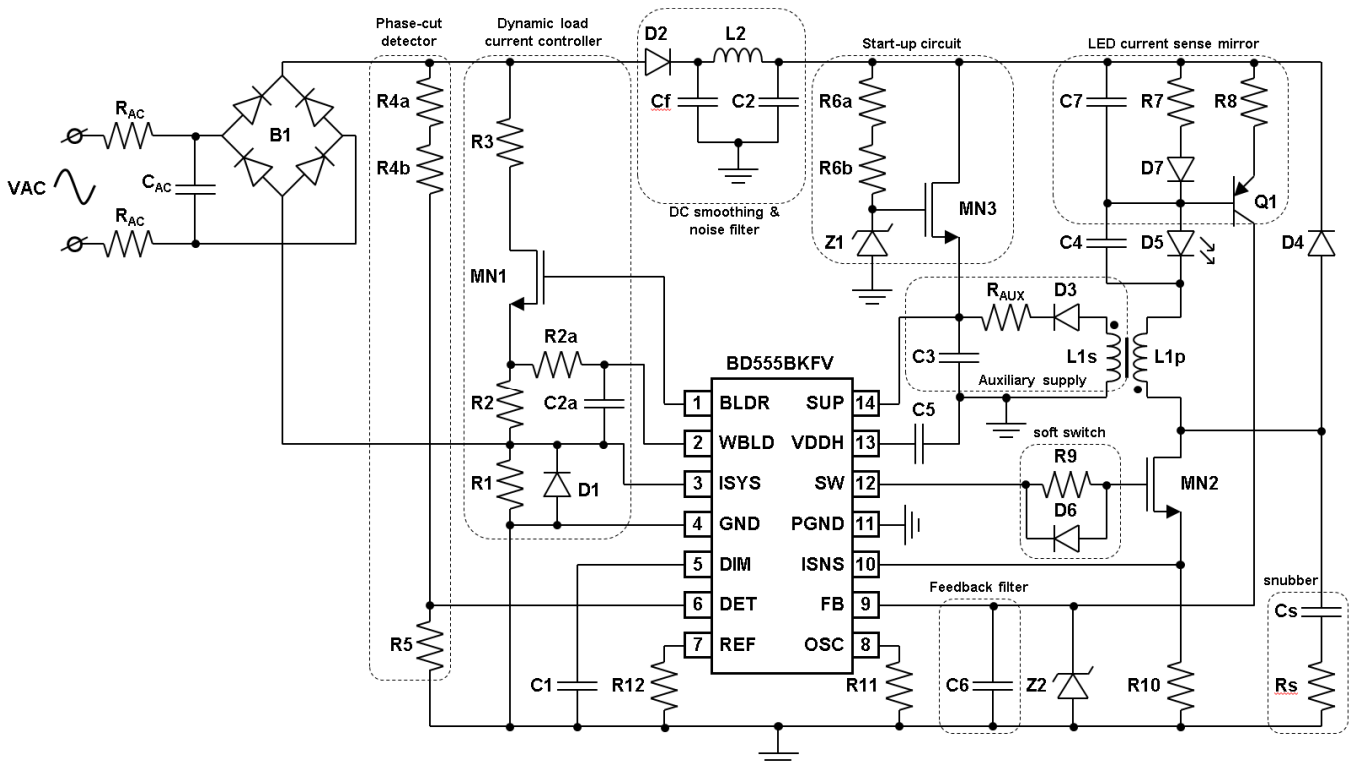 Phase-cut
detector
Dynamic load
current controller
D2
L2
Start-up circuit
LED current sense mirror
R4a
Cf
C2
R6a
C7
R7
R8
RAC
B1
R3
R4b
R6b
D7
VAC
CAC
DC smoothing &
noise filter
MN3
Q1
RAC
Z1
C4
D5
D4
MN1
RAUX
D3
R2a
C3
L1s
L1p
BD555BKFV
Auxiliary supply
R2
C2a
1 BLDR
SUP 14
C5
2 WBLD
VDDH 13
soft switch
R9
R1
D1
3 ISYS
SW 12
MN2
D6
4 GND
PGND 11
5 DIM
ISNS 10
Feedback filter
snubber
6 DET
FB 9
Cs
R5
7 REF
OSC 8
C1
R12
R11
C6
Z2
R10
Rs